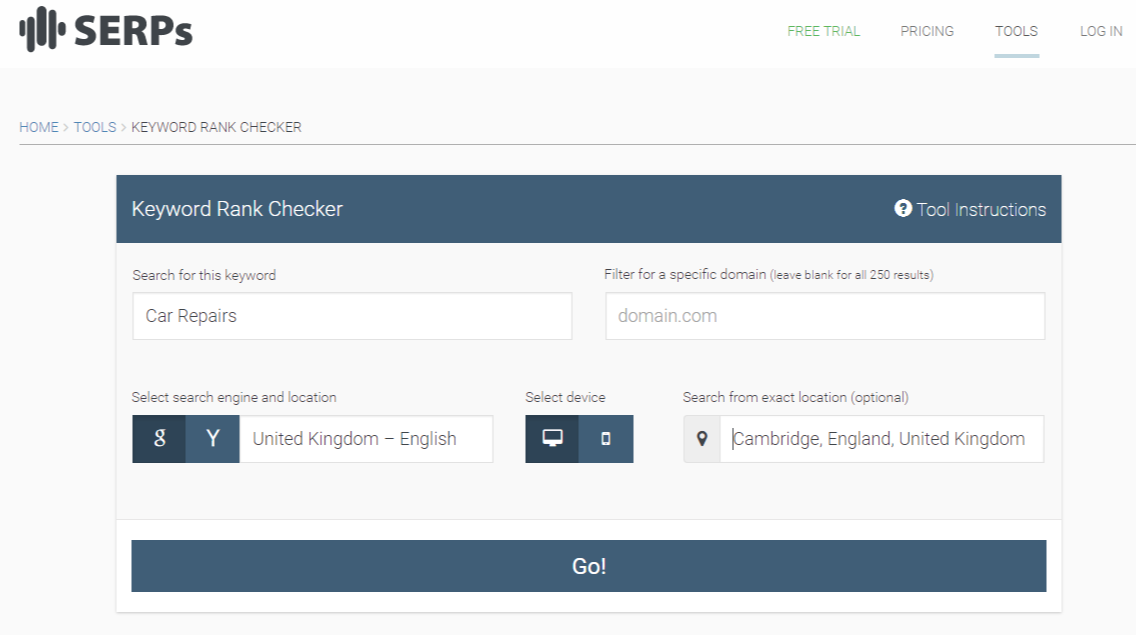 SERPs
FREE TRIAL PRICING TOOLS LOG IN
HOME > TOOLS > KEYWORD RANK CHECKER
Keyword Rank Checker
? Tool Instructions
Search for this keyword
Filter for a specific domain (leave blank for all 250 results)
Car Repairs
domain.com
Select search engine and location
Select device
Search from exact location (optional)
g Y United Kingdom – English
Cambridge, England, United Kingdom
Go!